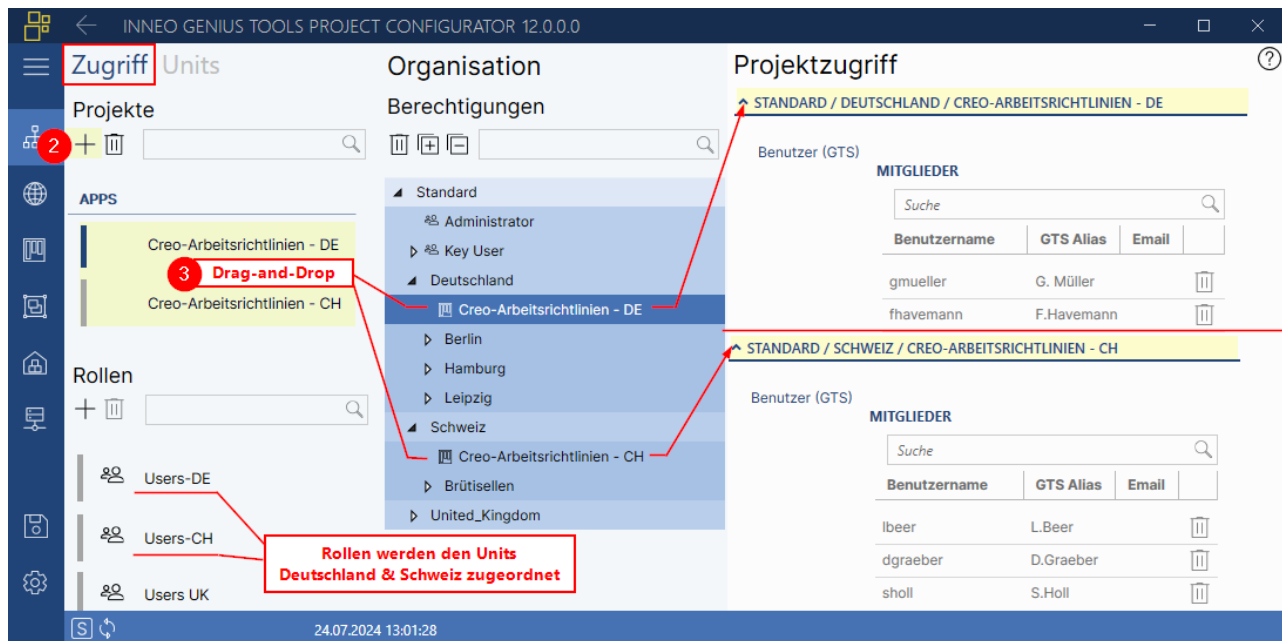 INNEO GENIUS TOOLS PROJECT CONFIGURATOR 12.0.0.0
Zugriff Units
Projekte
2
APPS
Creo-Arbeitsrichtlinien - DE
3 Drag-and-Drop
Creo-Arbeitsrichtlinien - CH
Rollen
Users-DE
Users-CH
Users UK
Rollen werden den Units
Deutschland & Schweiz zugeordnet
Organisation
Berechtigungen
Standard
Administrator
Key User
Deutschland
Creo-Arbeitsrichtlinien - DE
Berlin
Hamburg
Leipzig
Schweiz
Creo-Arbeitsrichtlinien - CH
Brütisellen
United_Kingdom
Projektzugriff
?
STANDARD / DEUTSCHLAND / CREO-ARBEITSRICHTLINIEN - DE
Benutzer (GTS)
MITGLIEDER
Suche
Benutzername GTS Alias Email
gmueller G. Müller
fhavemann F.Havemann
STANDARD / SCHWEIZ / CREO-ARBEITSRICHTLINIEN - CH
Benutzer (GTS)
MITGLIEDER
Suche
Benutzername GTS Alias Email
lbeer L.Beer
dgraeber D.Graeber
sholl S.Holl
S 24.07.2024 13:01:28